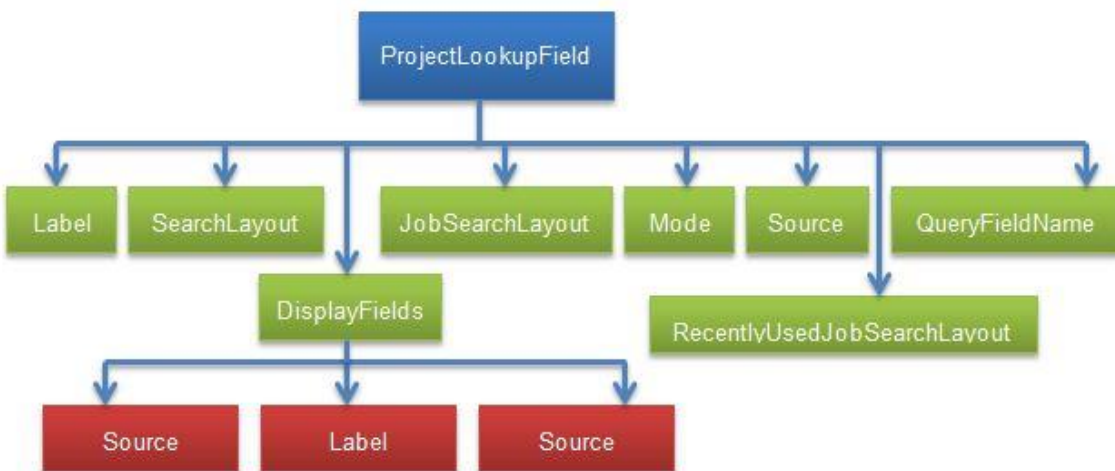 ProjectLookupField
Label
SearchLayout
JobSearchLayout
Mode
Source
QueryFieldName
DisplayFields
RecentlyUsedJobSearchLayout
Source
Label
Source